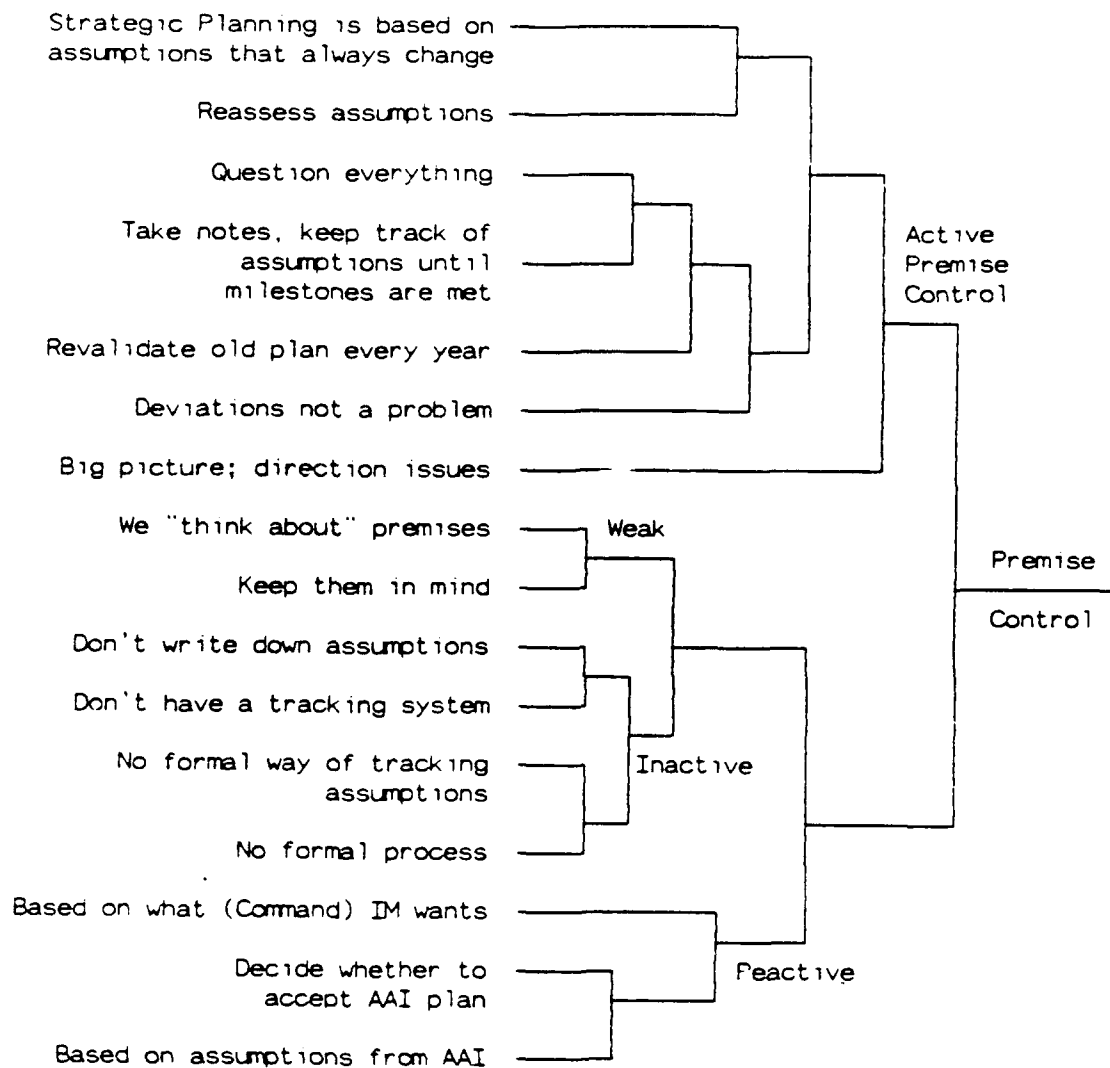 Strategic Planning is based on
assumptions that always change
Reassess assumptions
Question everything
Take notes, keep track of
assumptions until
milestones are met
Active
Premise
Control
Revalidate old plan every year
Deviations not a problem
Big picture; direction issues
We "think about" premises
Weak
Keep them in mind
Premise
Control
Don't write down assumptions
Don't have a tracking system
No formal way of tracking
assumptions
Inactive
No formal process
Based on what (Command) IM wants
Decide whether to
accept AAI plan
Reactive
Based on assumptions from AAI